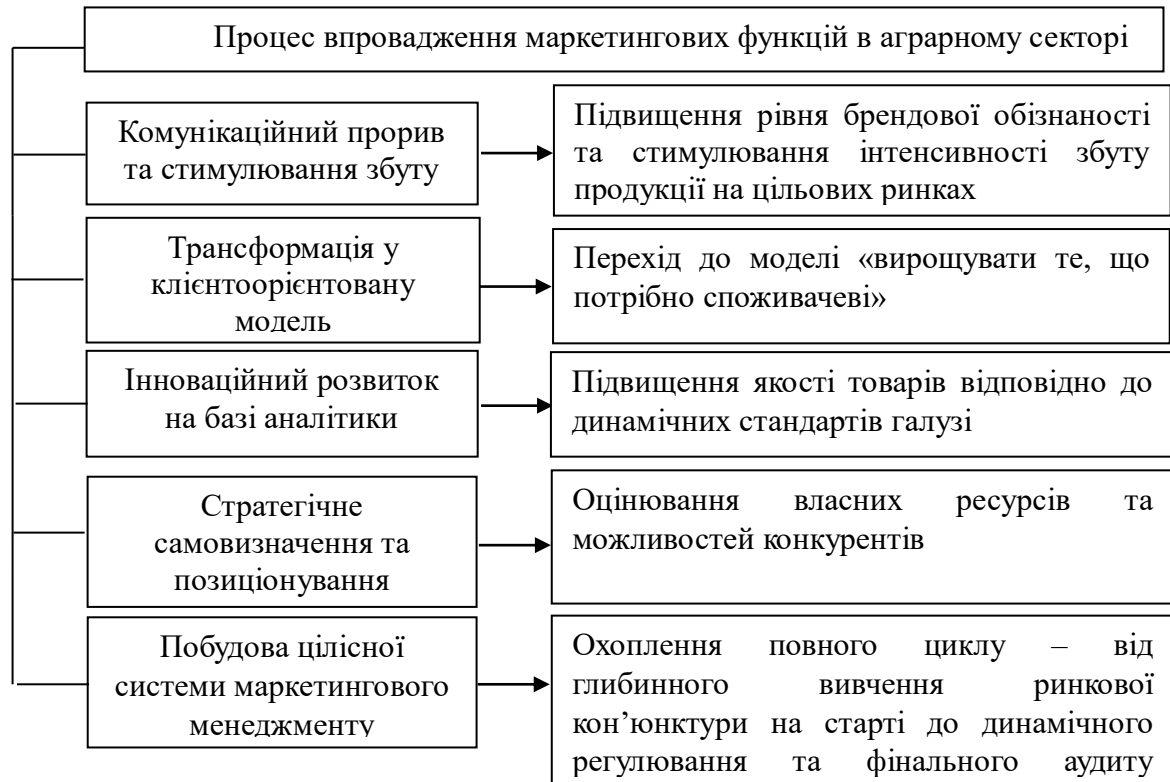 Процес впровадження маркетингових функцій в аграрному секторі
Комунікаційний прорив
та стимулювання збуту
Підвищення рівня брендової обізнаності
та стимулювання інтенсивності збуту
продукції на цільових ринках
Трансформація у
клієнтоорієнтовану
модель
Перехід до моделі «вирощувати те, що
потрібно споживачеві»
Інноваційний розвиток
на базі аналітики
Підвищення якості товарів відповідно до
динамічних стандартів галузі
Стратегічне
самовизначення та
позиціонування
Оцінювання власних ресурсів та
можливостей конкурентів
Побудова цілісної
системи маркетингового
менеджменту
Охоплення повного циклу – від
глибинного вивчення ринкової
кон’юнктури на старті до динамічного
регулювання та фінального аудиту